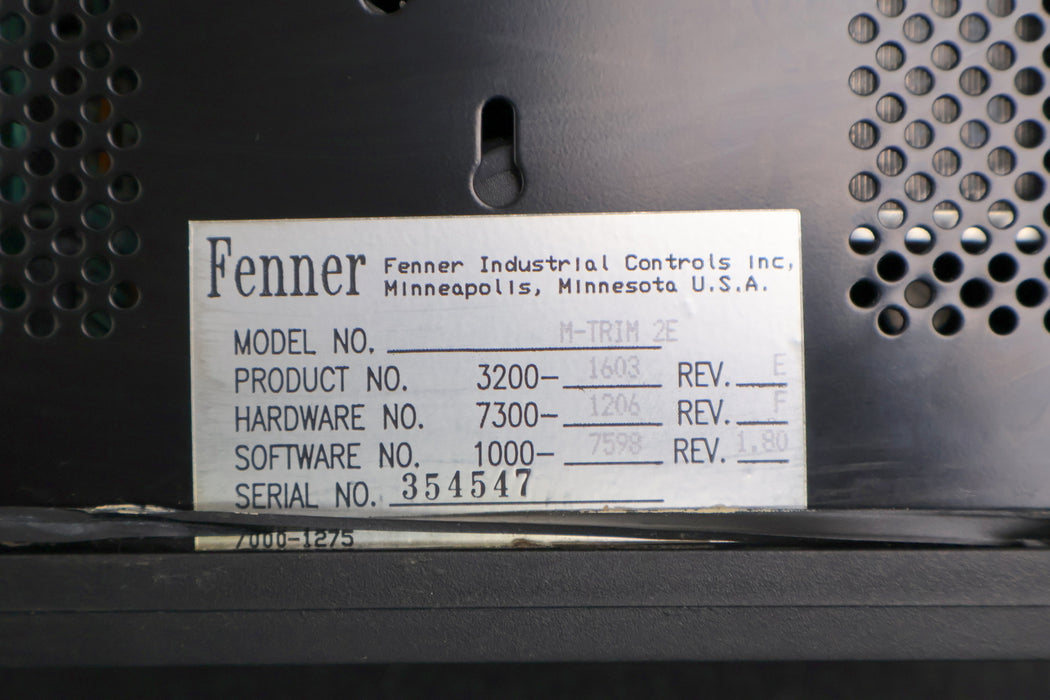 Fenner Fenner Industrial Controls Inc,
Minneapolis, Minnesota U.S.A.
MODEL NO. M-TRIM 2E
PRODUCT NO. 3200-1603 REV. E
HARDWARE NO. 7300-1206 REV. F
SOFTWARE NO. 1000-7598 REV. 1.80
SERIAL NO. 354547
7000-1275